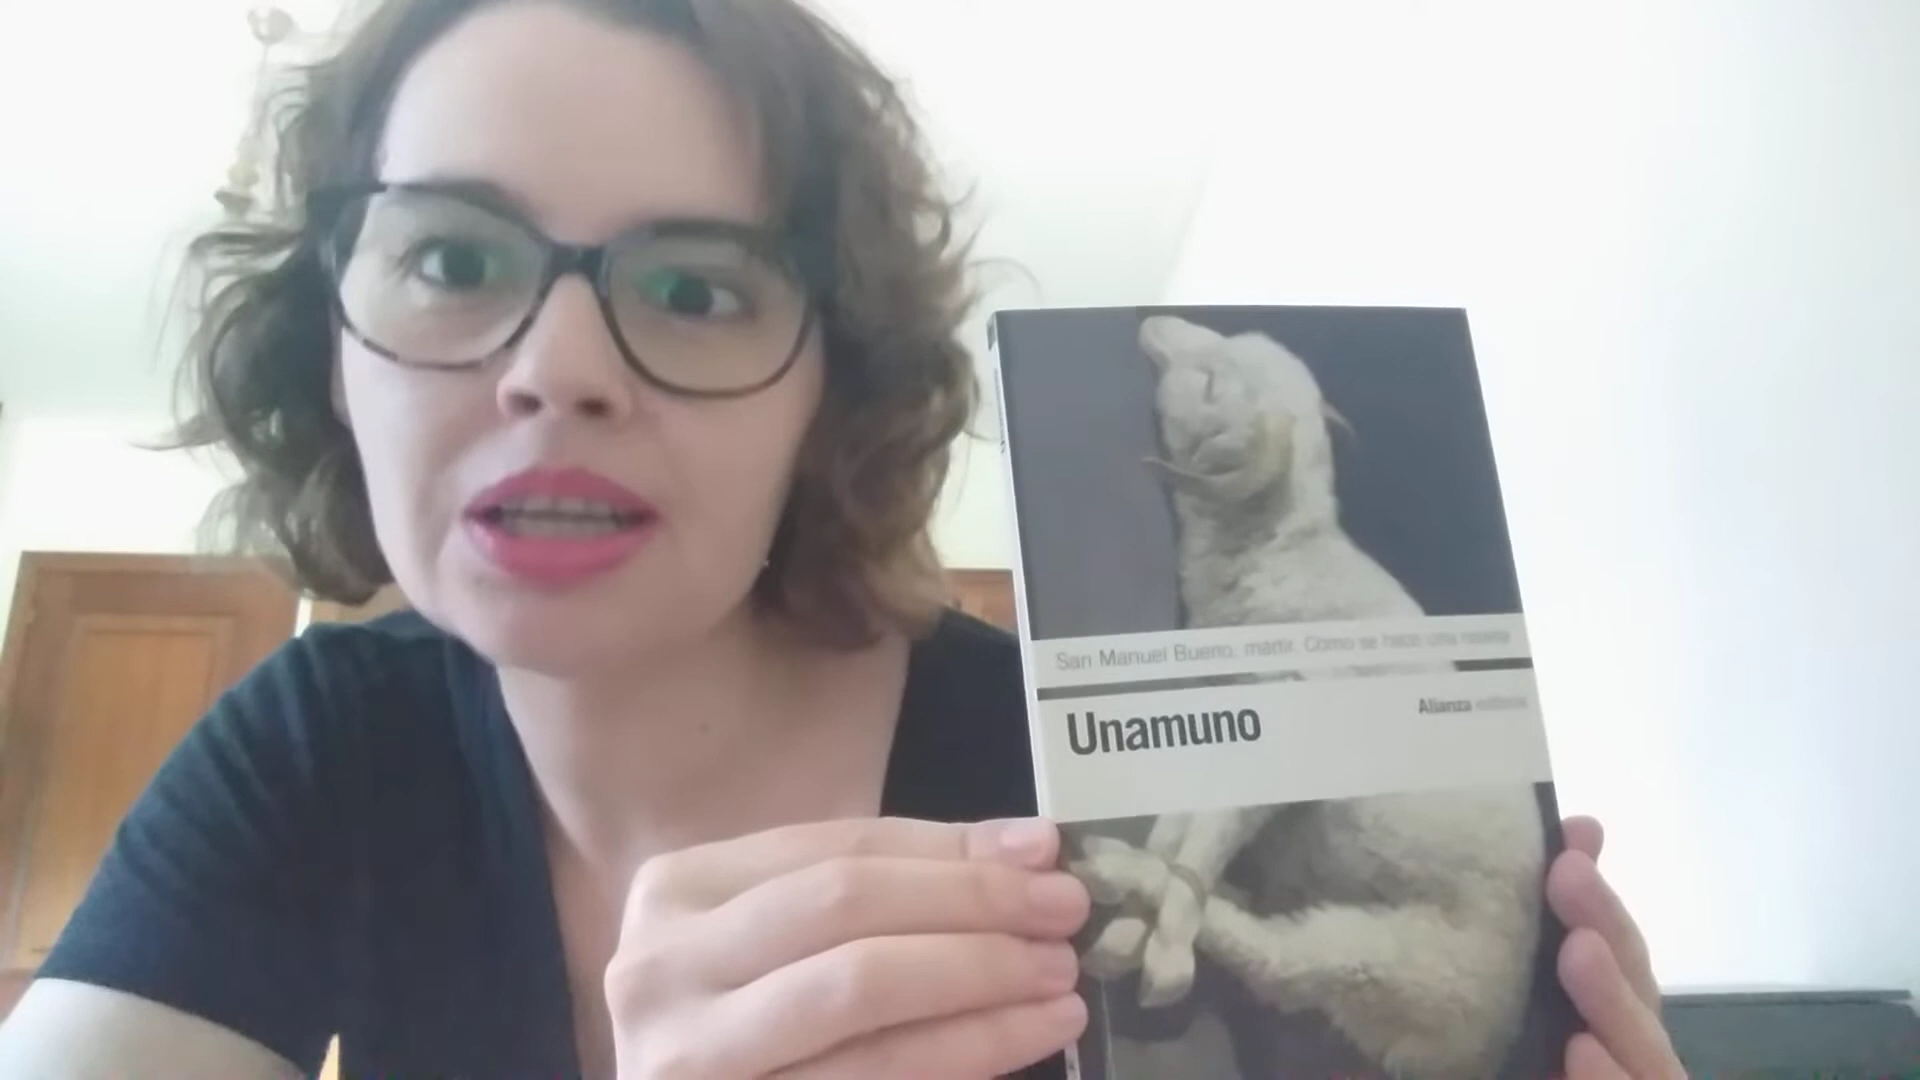 San Manuel Bueno, mártir. Cómo se hace una novela
Alianza editorial
Unamuno